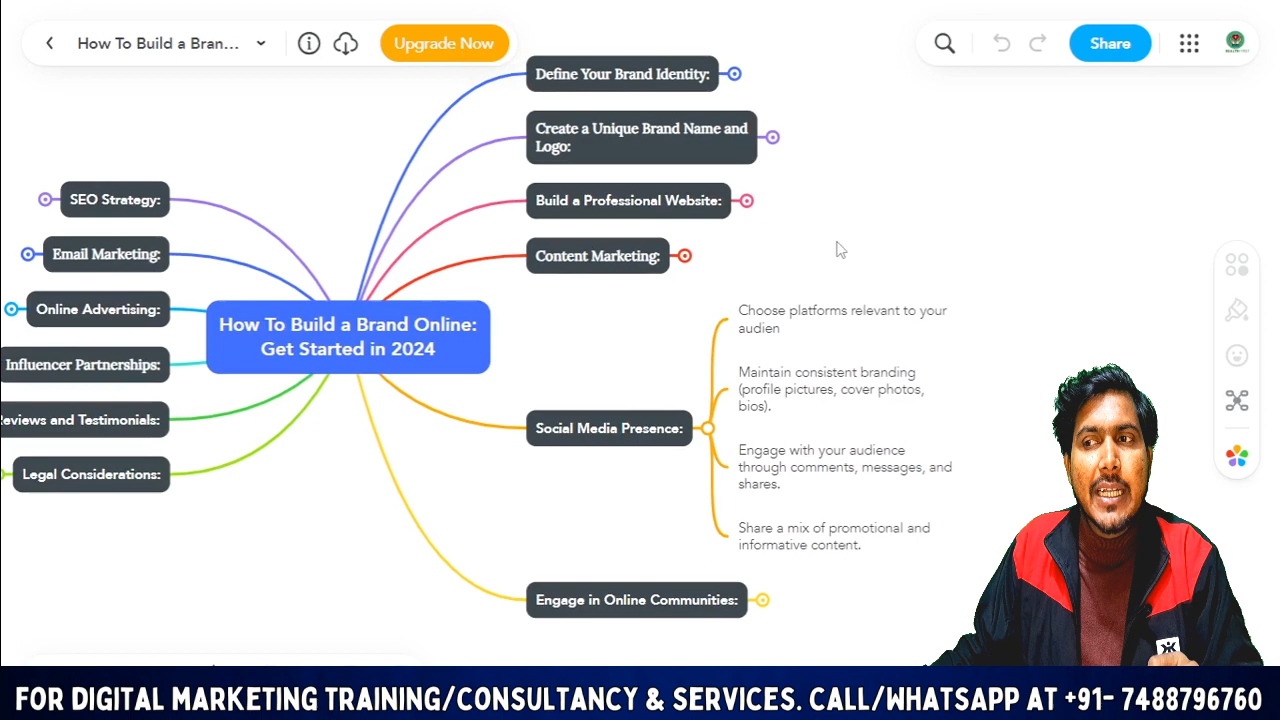 How To Build a Bran...
Upgrade Now
Share
Define Your Brand Identity:
Create a Unique Brand Name and
Logo:
Build a Professional Website:
Content Marketing:
SEO Strategy:
Email Marketing:
Online Advertising:
Influencer Partnerships:
eviews and Testimonials:
Legal Considerations:
How To Build a Brand Online:
Get Started in 2024
Social Media Presence:
Choose platforms relevant to your
audien
Maintain consistent branding
(profile pictures, cover photos,
bios).
Engage with your audience
through comments, messages, and
shares.
Share a mix of promotional and
informative content.
Engage in Online Communities:
FOR DIGITAL MARKETING TRAINING/CONSULTANCY & SERVICES. CALL/WHATSAPP AT +91- 7488796760